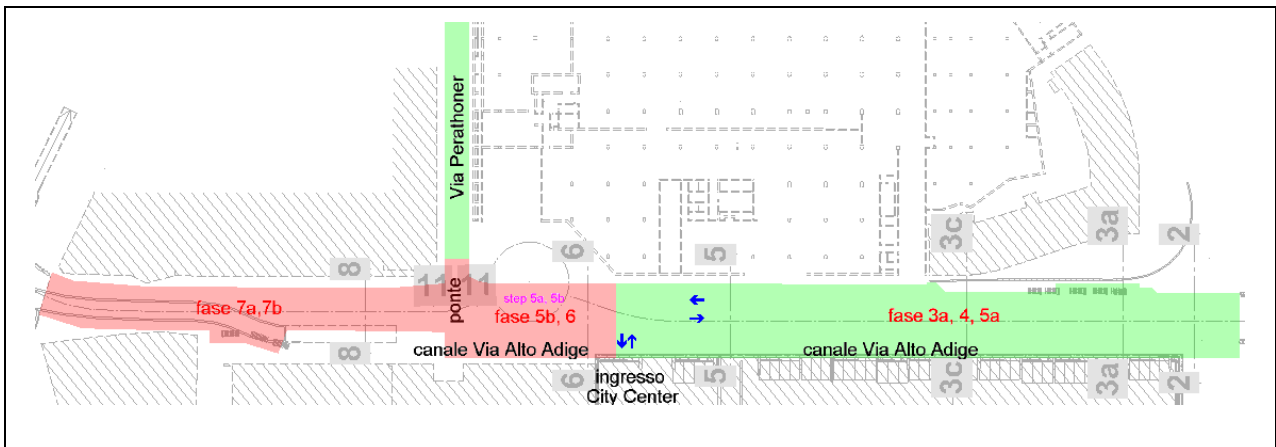 Via Perathoner
6
5
3c
3a
2
8
11
11
ponte
fase 7a,7b
step 5a, 5b
fase 5b, 6
fase 3a, 4, 5a
canale Via Alto Adige
canale Via Alto Adige
8
6
5
3c
3a
2
ingresso
City Center